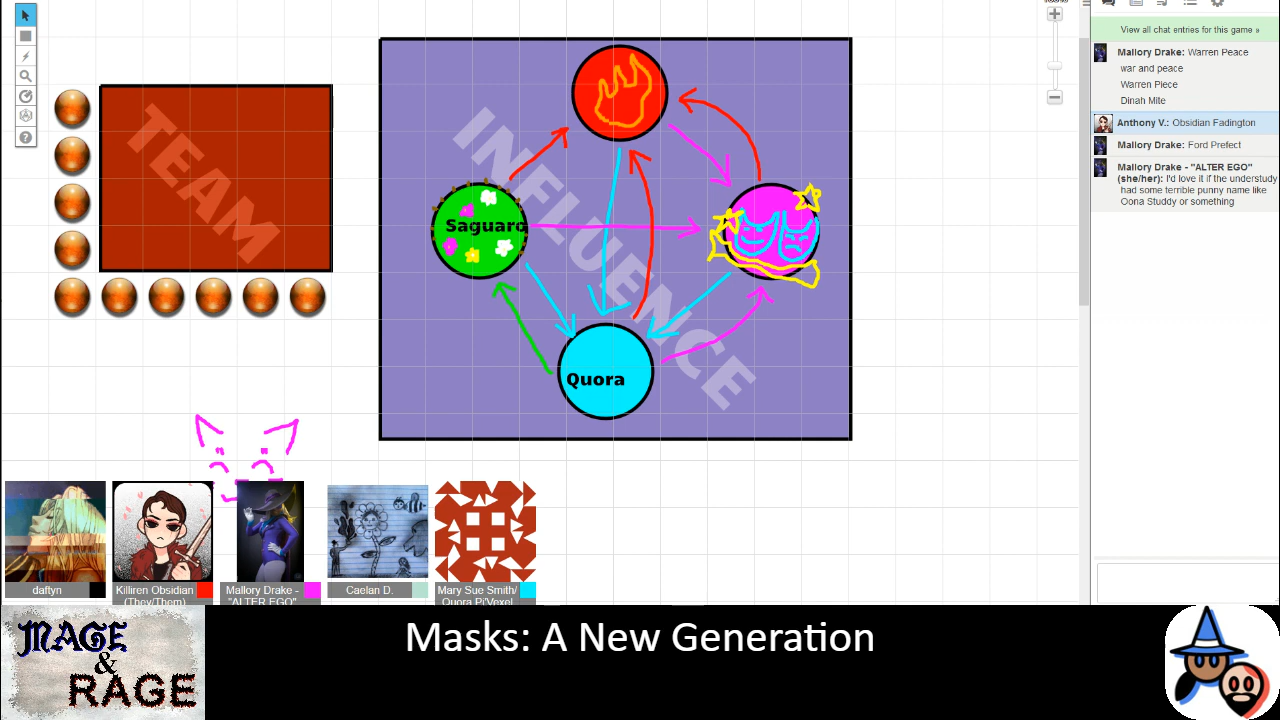 View all chat entries for this game »
Mallory Drake: Warren Peace
war and peace
Warren Piece
Dinah Mite
Anthony V.: Obsidian Fadington
Mallory Drake: Ford Prefect
Mallory Drake - "ALTER EGO"
(she/her): I'd love it if the understudy
had some terrible punny name like
Oona Studdy or something
TEAM
INFLUENCE
Saguaro
Quora
daftyn
Killiren Obsidian
(They/Them)
Mallory Drake -
"ALTER EGO"
Caelan D.
Mary Sue Smith/
Quora Pi/Vexel
MAGE
&
RAGE
Masks: A New Generation